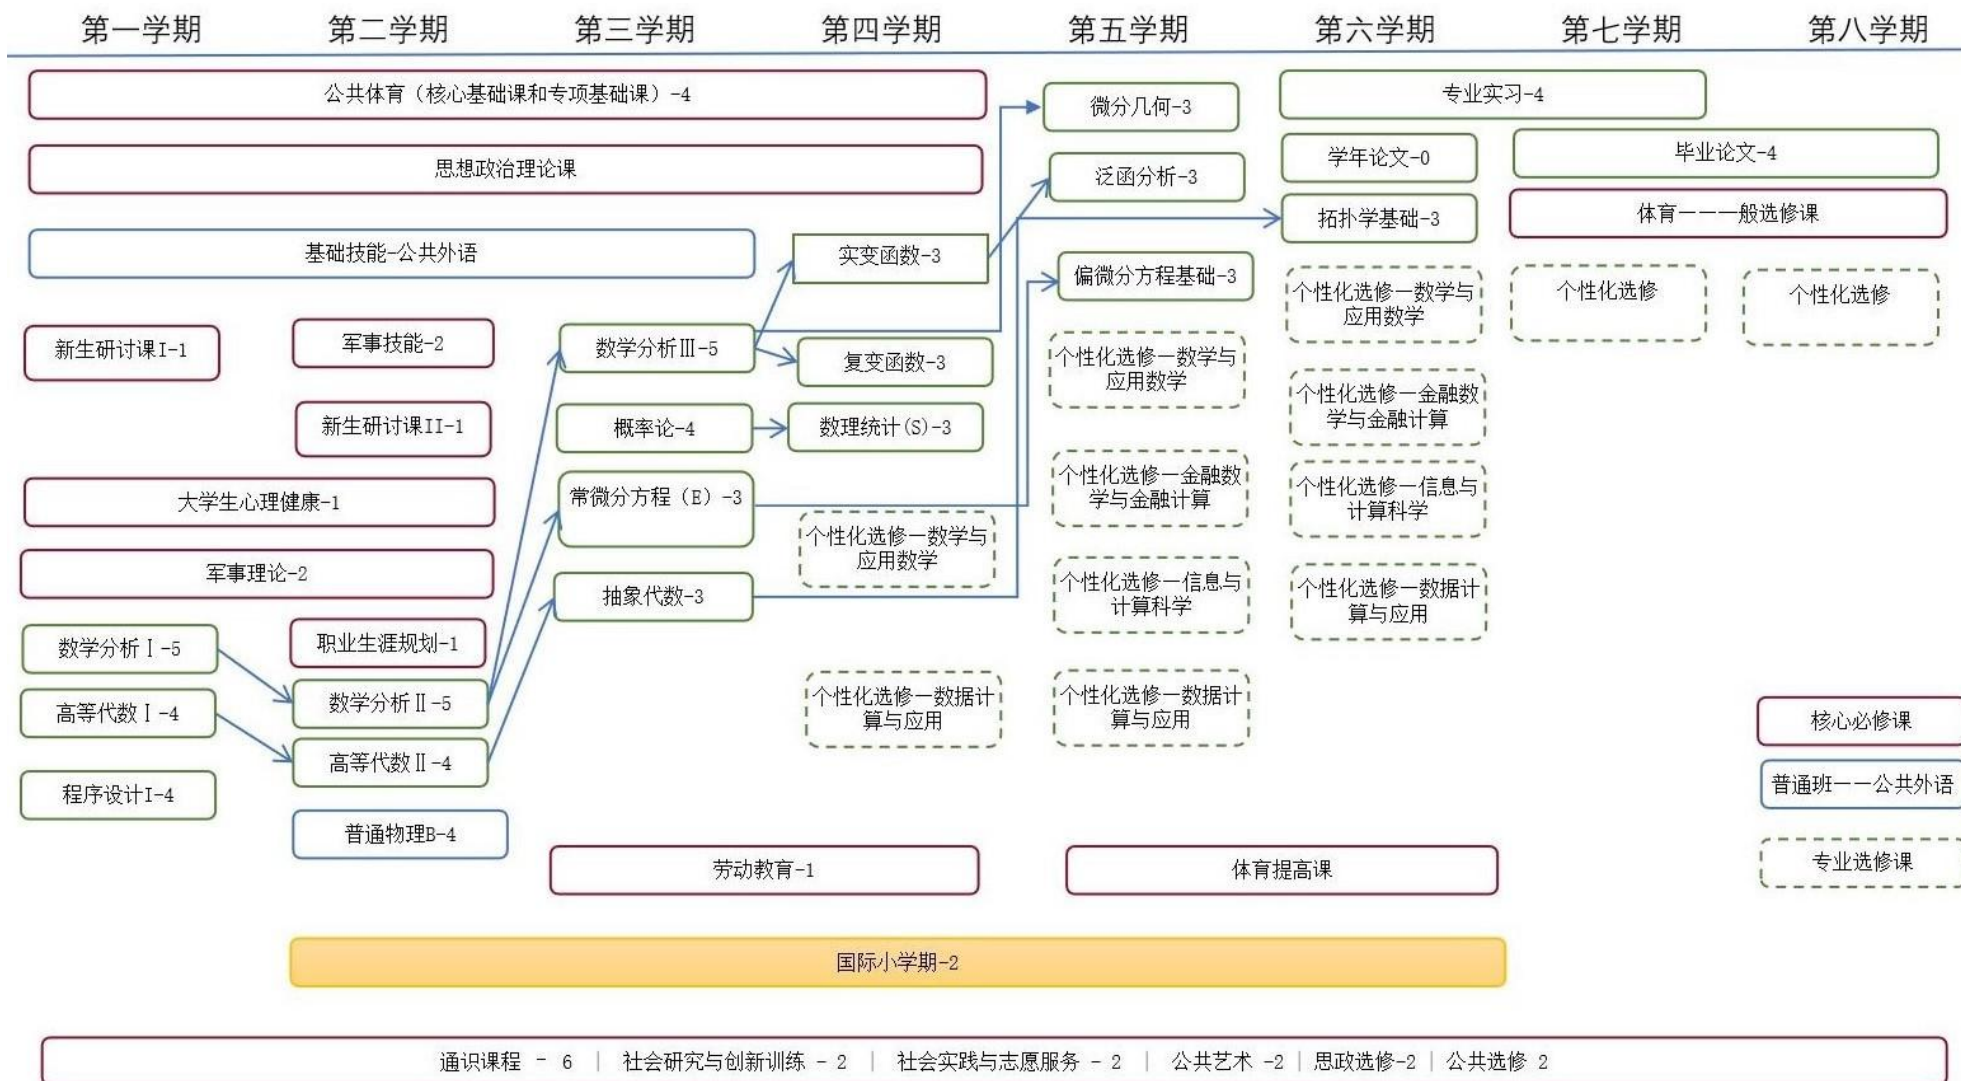 第一学期
第二学期
第三学期
第四学期
第五学期
第六学期
第七学期
第八学期
公共体育（核心基础课和专项基础课）-4
微分几何-3
专业实习-4
思想政治理论课
泛函分析-3
学年论文-0
毕业论文-4
拓扑学基础-3
体育———般选修课
基础技能-公共外语
实变函数-3
偏微分方程基础-3
个性化选修一数学与
应用数学
个性化选修
个性化选修
新生研讨课I-1
军事技能-2
数学分析Ⅲ-5
复变函数-3
个性化选修一数学与
应用数学
个性化选修一金融数
学与金融计算
新生研讨课II-1
概率论-4
数理统计(S)-3
大学生心理健康-1
常微分方程（E）-3
个性化选修一数学与
应用数学
个性化选修一金融数
学与金融计算
个性化选修一信息与
计算科学
军事理论-2
抽象代数-3
个性化选修一信息与
计算科学
个性化选修一数据计
算与应用
数学分析Ⅰ-5
职业生涯规划-1
高等代数Ⅰ-4
数学分析Ⅱ-5
个性化选修一数据计
算与应用
个性化选修一数据计
算与应用
高等代数Ⅱ-4
程序设计I-4
普通物理B-4
核心必修课
普通班——公共外语
专业选修课
劳动教育-1
体育提高课
国际小学期-2
通识课程 - 6 | 社会研究与创新训练 - 2 | 社会实践与志愿服务 - 2 | 公共艺术 -2 | 思政选修-2 | 公共选修 2